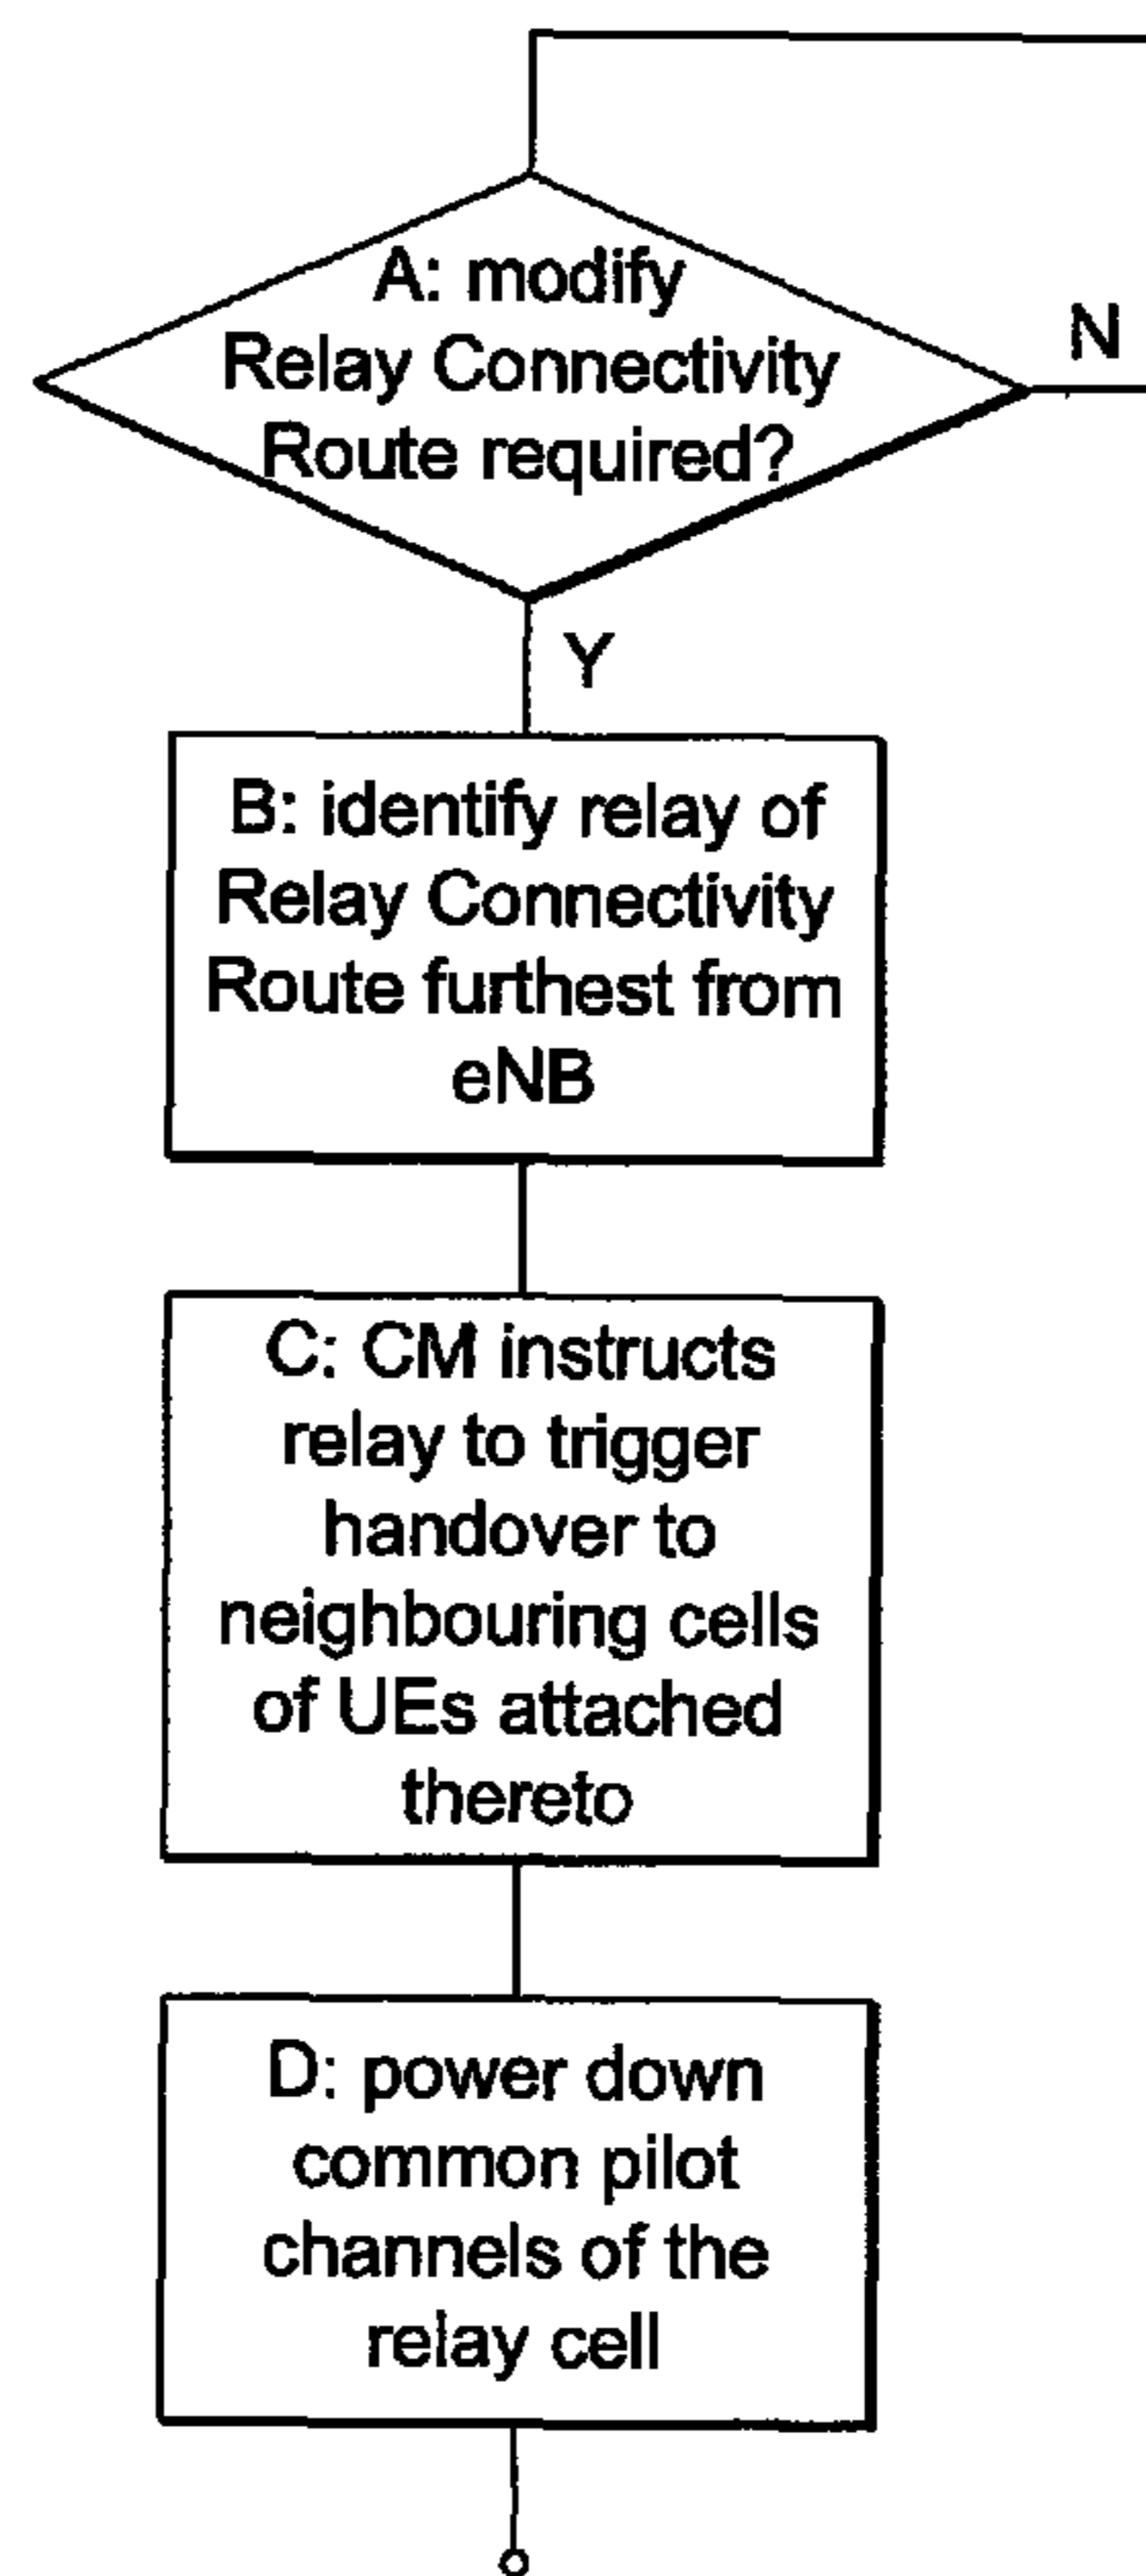 A: modify
Relay Connectivity
Route required?
N
Y
B: identify relay of
Relay Connectivity
Route furthest from
eNB
C: CM instructs
relay to trigger
handover to
neighbouring cells
of UEs attached
thereto
D: power down
common pilot
channels of the
relay cell